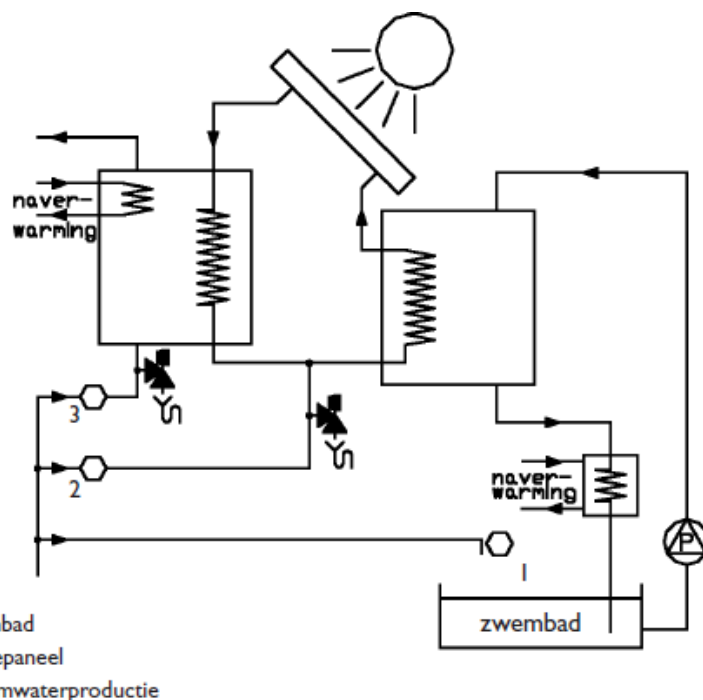 naver-
warming
3
2
naver-
warming
P
1
zwembad
bad
epaneel
mwaterproductie